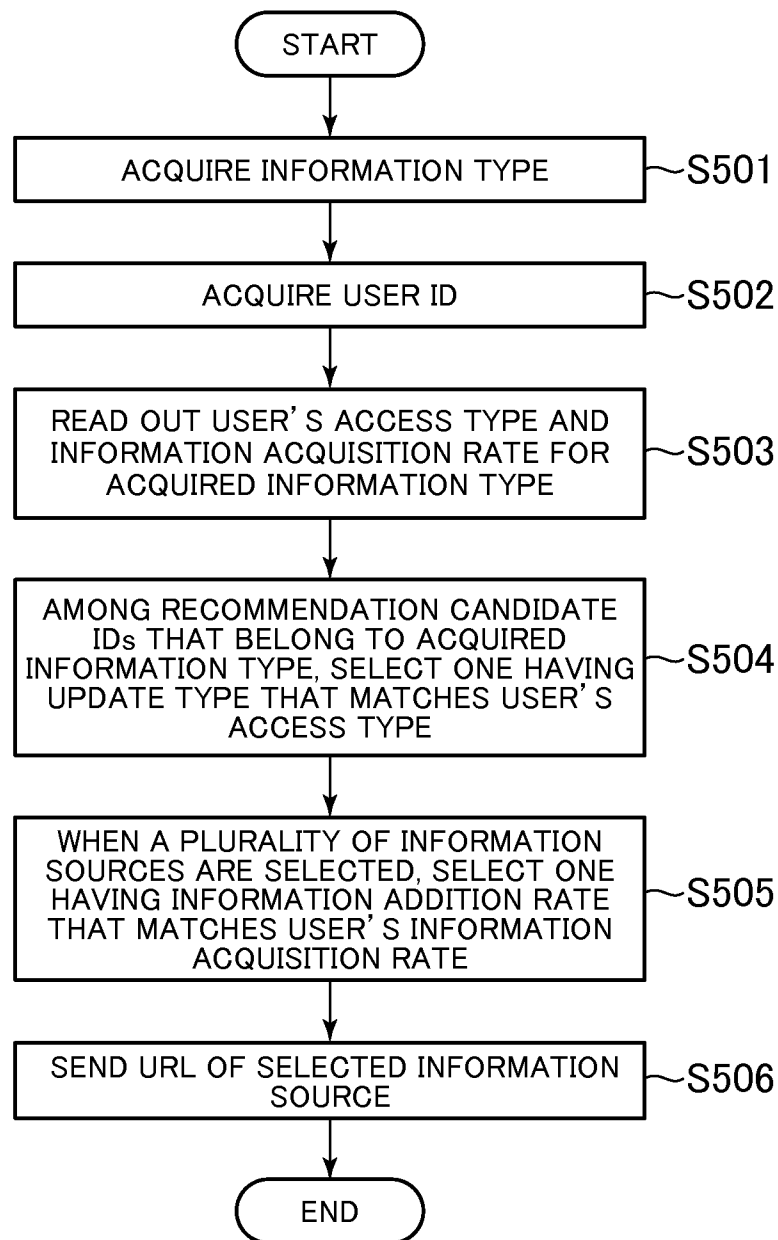 START
ACQUIRE INFORMATION TYPE
S501
ACQUIRE USER ID
S502
READ OUT USER'S ACCESS TYPE AND
INFORMATION ACQUISITION RATE FOR
ACQUIRED INFORMATION TYPE
S503
AMONG RECOMMENDATION CANDIDATE
IDs THAT BELONG TO ACQUIRED
INFORMATION TYPE, SELECT ONE HAVING
UPDATE TYPE THAT MATCHES USER'S
ACCESS TYPE
S504
WHEN A PLURALITY OF INFORMATION
SOURCES ARE SELECTED, SELECT ONE
HAVING INFORMATION ADDITION RATE
THAT MATCHES USER'S INFORMATION
ACQUISITION RATE
S505
SEND URL OF SELECTED INFORMATION
SOURCE
S506
END